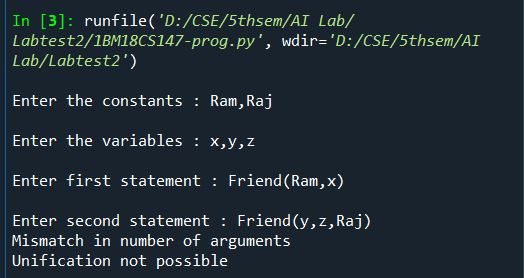 In [3]: runfile('D:/CSE/5thsem/AI Lab/
Labtest2/1BM18CS147-prog.py', wdir='D:/CSE/5thsem/AI
Lab/Labtest2')
Enter the constants : Ram,Raj
Enter the variables : x,y,z
Enter first statement : Friend(Ram,x)
Enter second statement : Friend(y,z,Raj)
Mismatch in number of arguments
Unification not possible